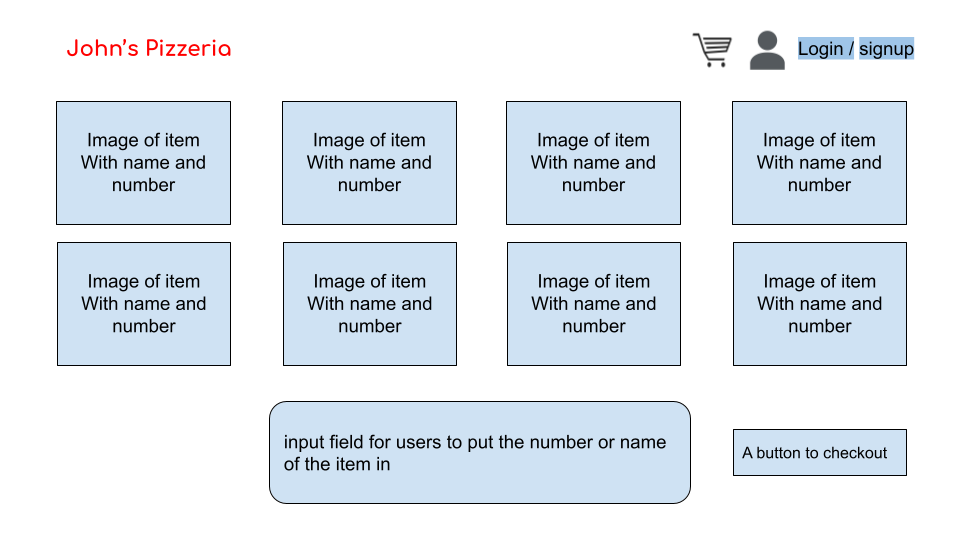 John's Pizzeria
Login / signup
Image of item
With name and
number
Image of item
With name and
number
Image of item
With name and
number
Image of item
With name and
number
Image of item
With name and
number
Image of item
With name and
number
Image of item
With name and
number
Image of item
With name and
number
input field for users to put the number or name
of the item in
A button to checkout